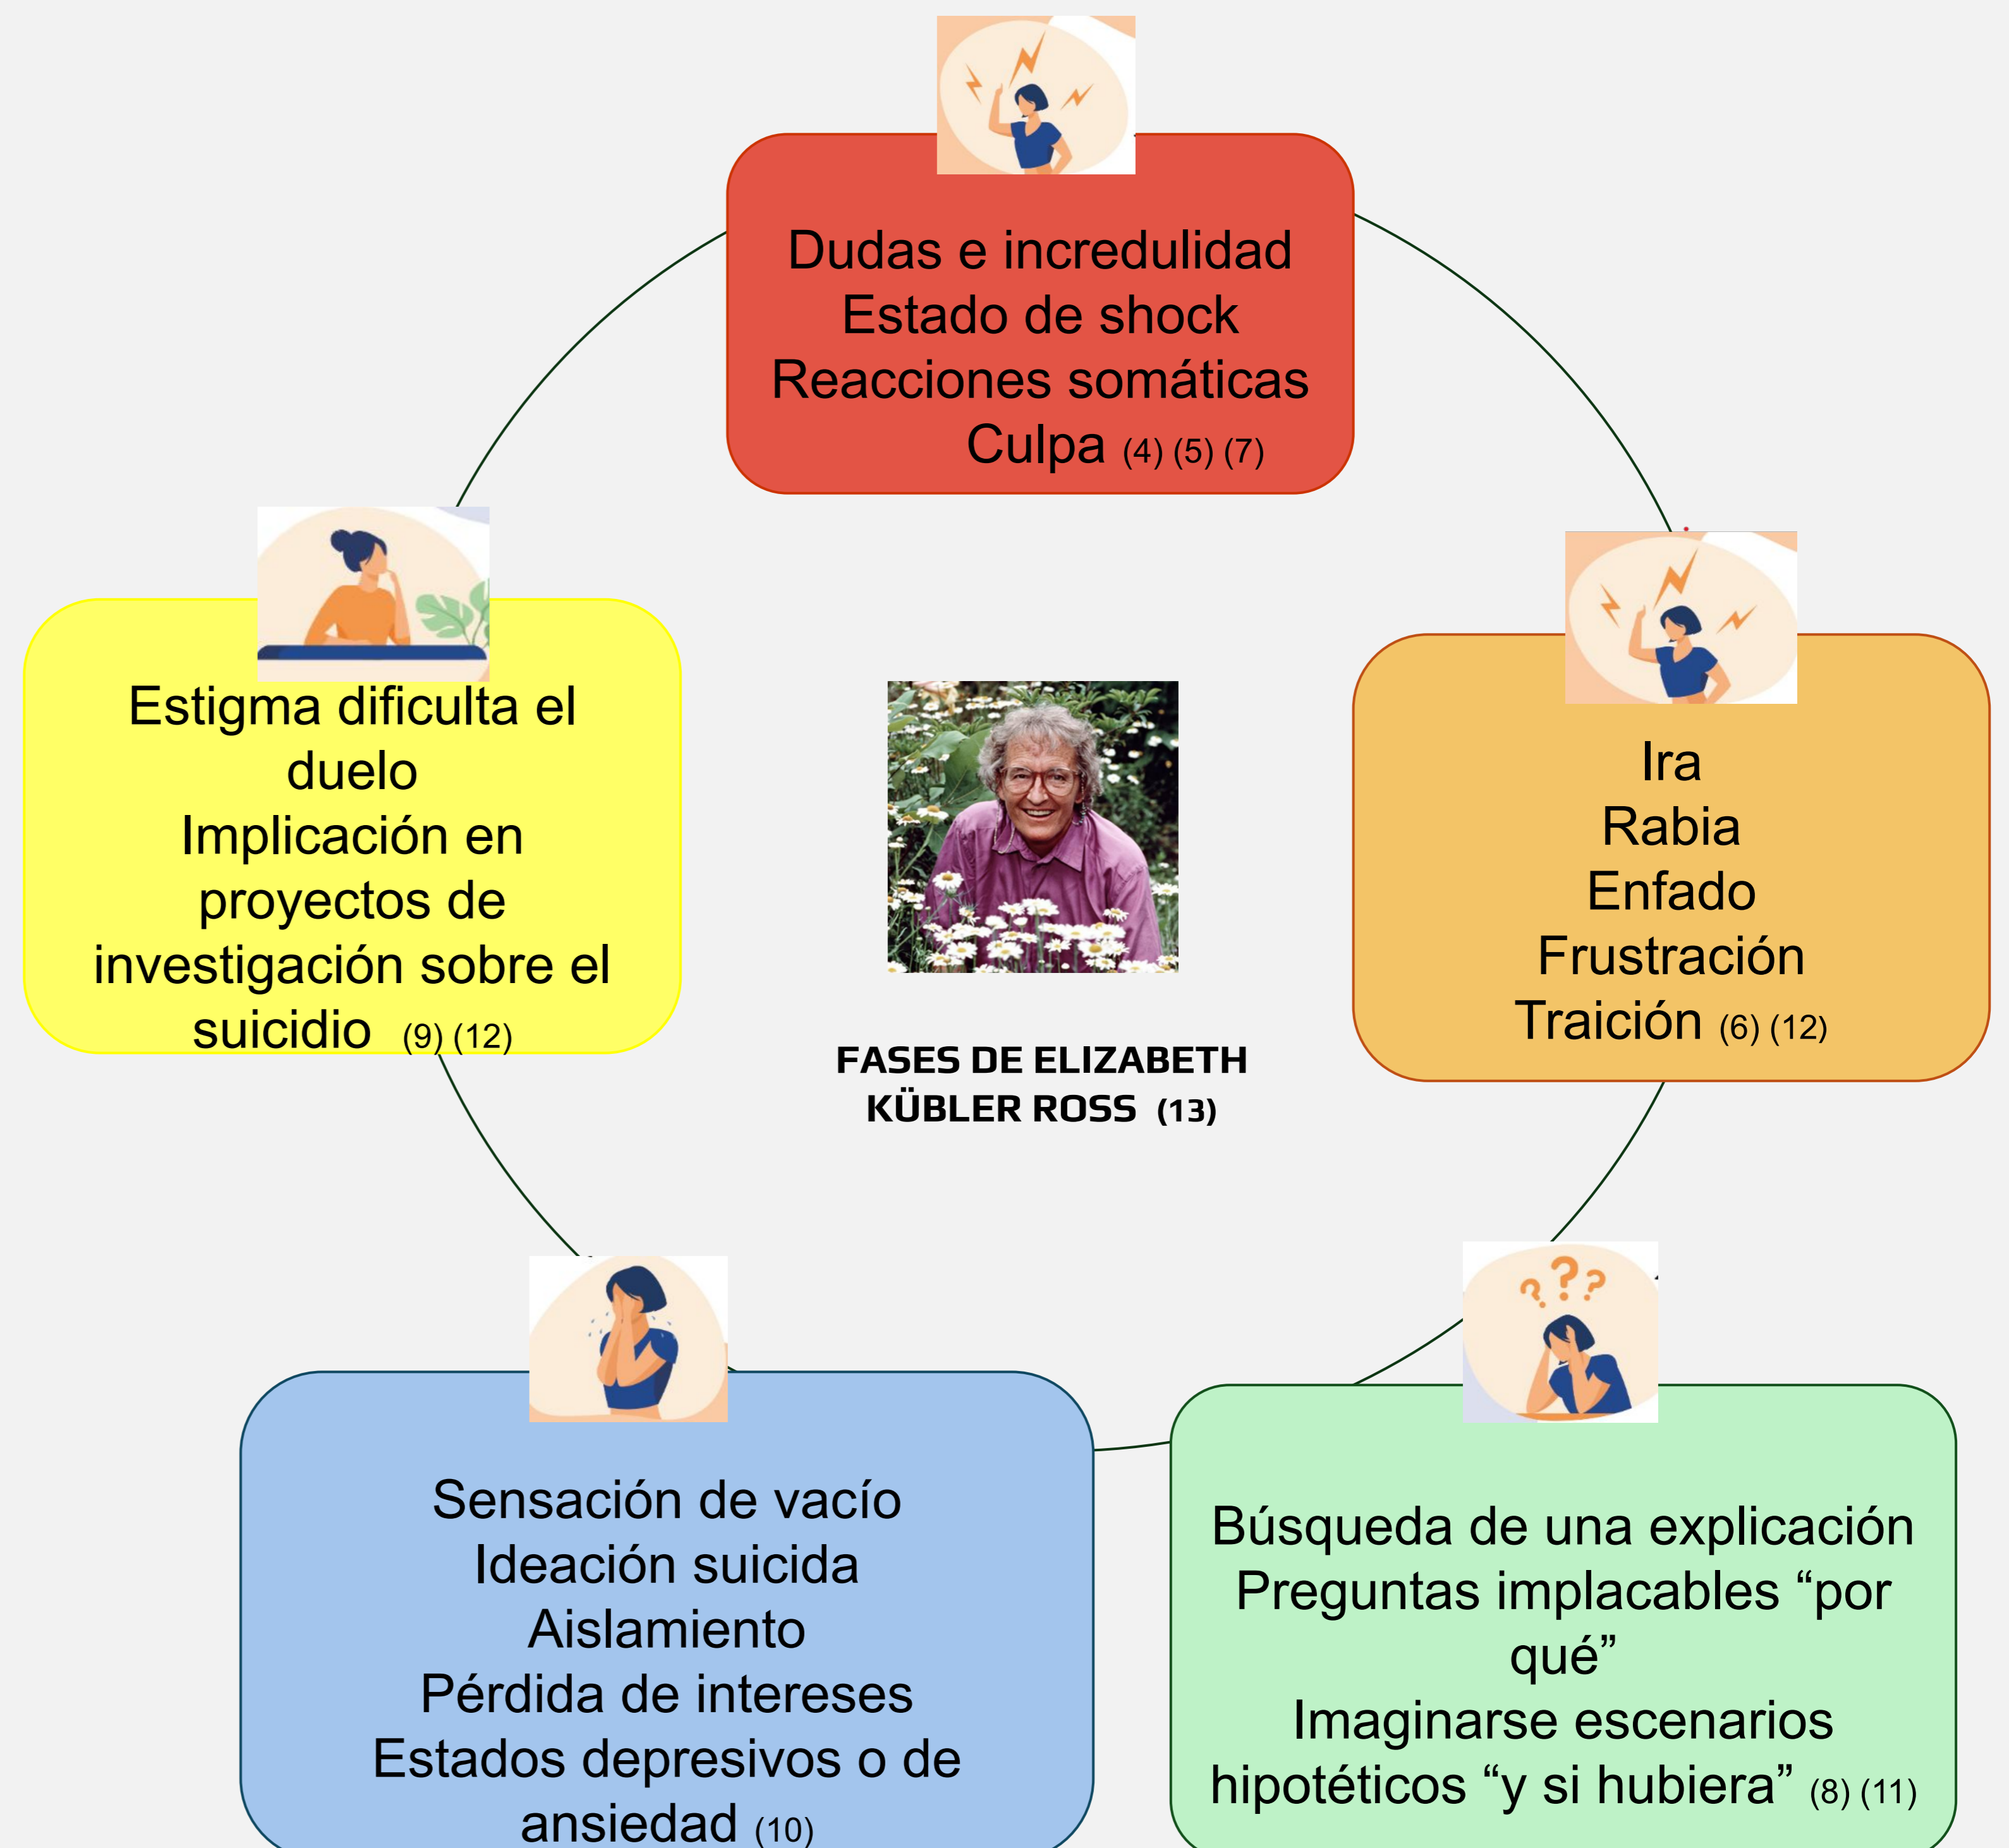 Dudas e incredulidad
Estado de shock
Reacciones somáticas
Culpa (4) (5) (7)
Ira
Rabia
Enfado
Frustración
Traición (6) (12)
Búsqueda de una explicación
Preguntas implacables “por
qué”
Imaginarse escenarios
hipotéticos “y si hubiera” (8) (11)
Sensación de vacío
Ideación suicida
Aislamiento
Pérdida de intereses
Estados depresivos o de
ansiedad (10)
Estigma dificulta el
duelo
Implicación en
proyectos de
investigación sobre el
suicidio (9) (12)
FASES DE ELIZABETH
KÜBLER ROSS (13)
???